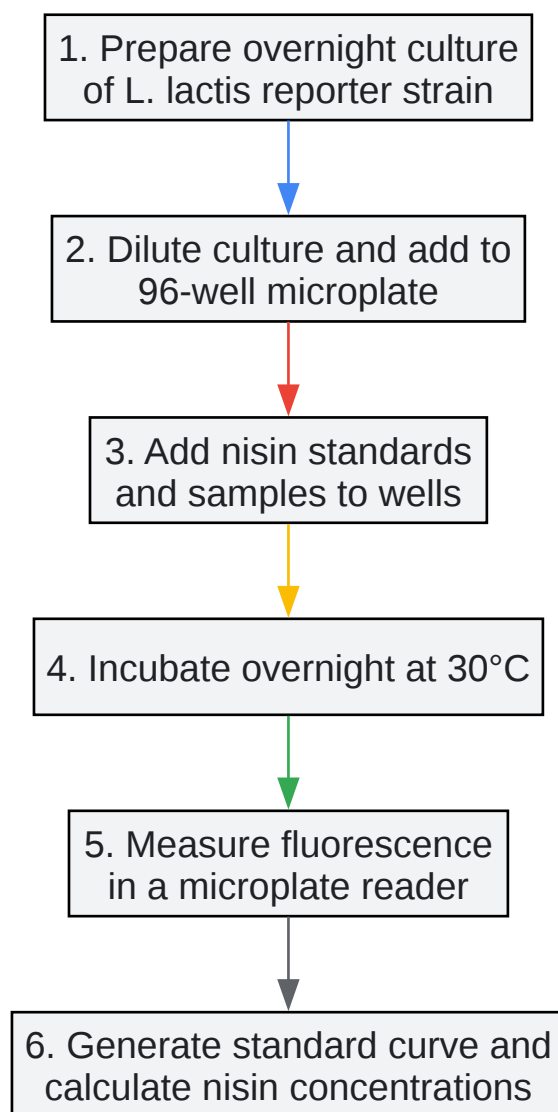 1. Prepare overnight culture
of L. lactis reporter strain
2. Dilute culture and add to
96-well microplate
3. Add nisin standards
and samples to wells
4. Incubate overnight at 30°C
5. Measure fluorescence
in a microplate reader
6. Generate standard curve and
calculate nisin concentrations